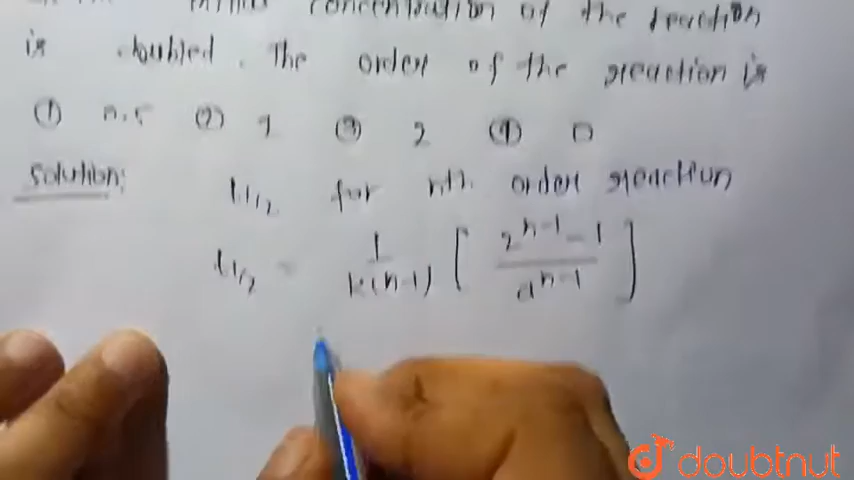 initial concentration of the reaction
is doubled. The order of the reaction is
(1) 0.5 (2) 1 (3) 2 (4) 0
Solution: t1/2 for nth order reaction
t1/2 = 1/k(n-1) [ 2^n-1 - 1 / a^n-1 ]
doubtnut